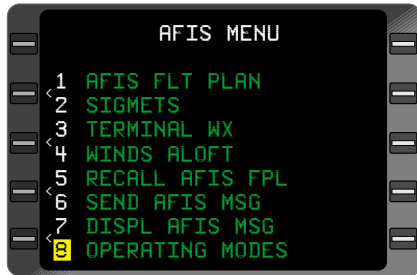 AFIS MENU
1 AFIS FLT PLAN
2 SIGMETS
3 TERMINAL WX
4 WINDS ALOFT
5 RECALL AFIS FPL
6 SEND AFIS MSG
7 DISPL AFIS MSG
8 OPERATING MODES